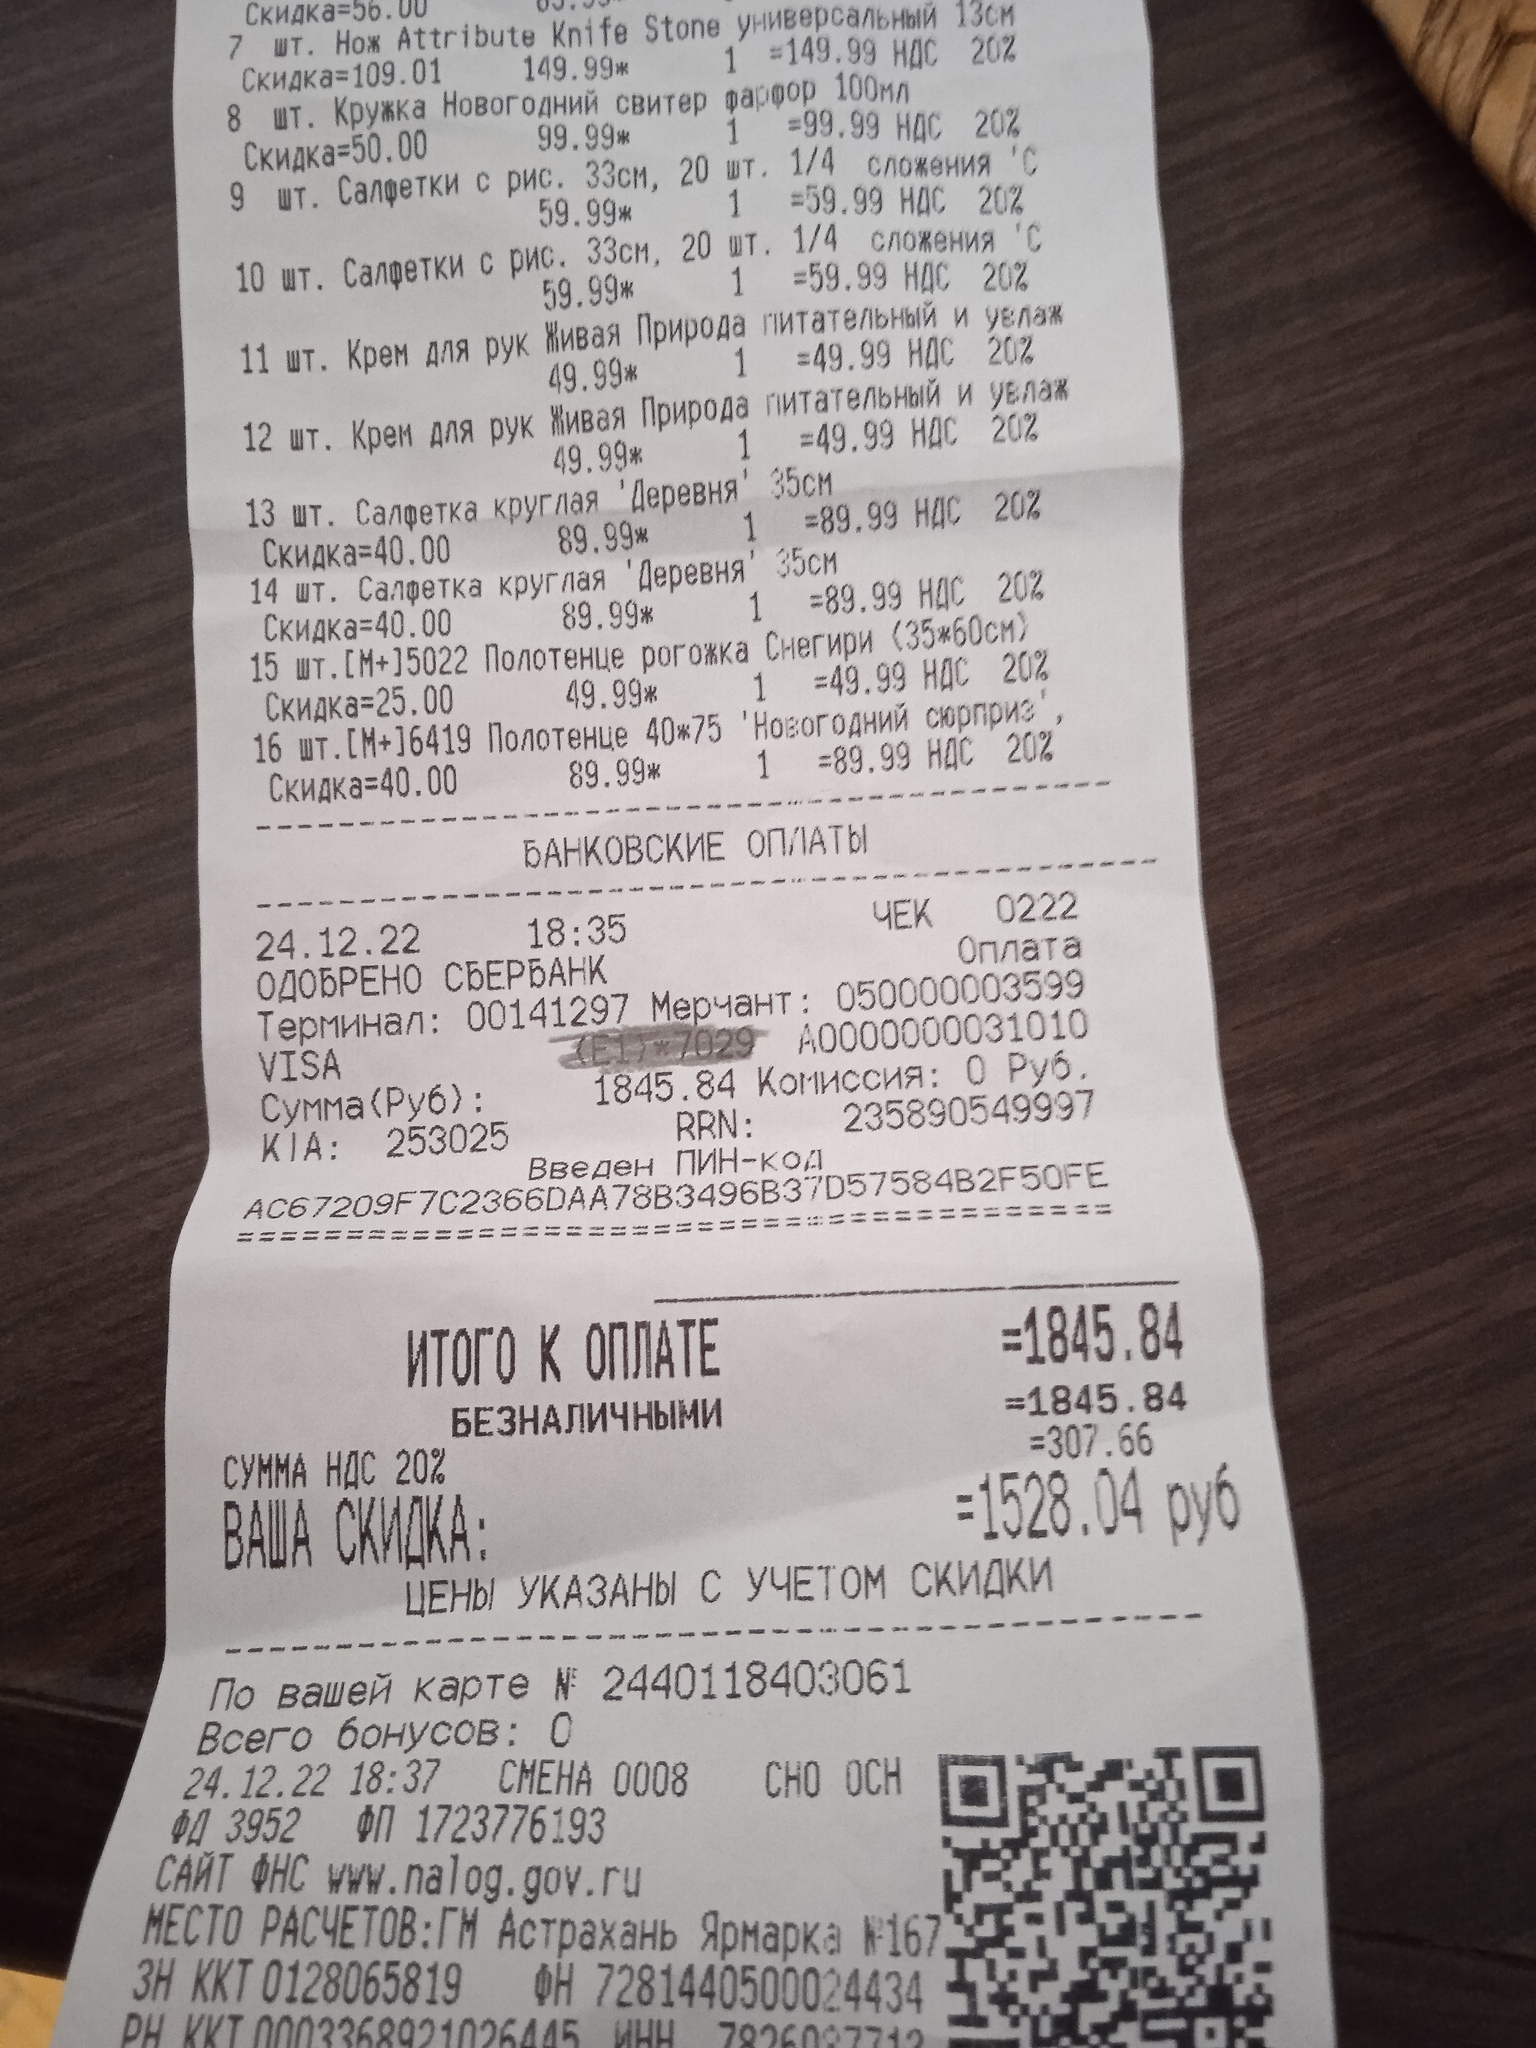 Скидка=56.00 83.99* 
7 шт. Нож Attribute Knife Stone универсальный 13см
Скидка=109.01 149.99* 1 =149.99 НДС 20%
8 шт. Кружка Новогодний свитер фарфор 100мл
Скидка=50.00 99.99* 1 =99.99 НДС 20%
9 шт. Салфетки с рис. 33см, 20 шт. 1/4 сложения 'С
59.99* 1 =59.99 НДС 20%
10 шт. Салфетки с рис. 33см, 20 шт. 1/4 сложения 'С
59.99* 1 =59.99 НДС 20%
11 шт. Крем для рук Живая Природа питательный и увлаж
49.99* 1 =49.99 НДС 20%
12 шт. Крем для рук Живая Природа питательный и увлаж
49.99* 1 =49.99 НДС 20%
13 шт. Салфетка круглая 'Деревня' 35см
Скидка=40.00 89.99* 1 =89.99 НДС 20%
14 шт. Салфетка круглая 'Деревня' 35см
Скидка=40.00 89.99* 1 =89.99 НДС 20%
15 шт.[М+]5022 Полотенце рогожка Снегири (35*60см)
Скидка=25.00 49.99* 1 =49.99 НДС 20%
16 шт.[М+]6419 Полотенце 40*75 'Новогодний сюрприз',
Скидка=40.00 89.99* 1 =89.99 НДС 20%
БАНКОВСКИЕ ОПЛАТЫ
24.12.22 18:35 ЧЕК 0222
ОДОБРЕНО СБЕРБАНК Оплата
Терминал: 00141297 Мерчант: 050000003599
VISA (E1)*7029 A0000000031010
Сумма(Руб): 1845.84 Комиссия: 0 Руб.
К/А: 253025 RRN: 235890549997
Введен ПИН-код
AC67209F7C2366DAA78B3496B37D57584B2F50FE
ИТОГО К ОПЛАТЕ =1845.84
БЕЗНАЛИЧНЫМИ =1845.84
СУММА НДС 20% =307.66
ВАША СКИДКА: =1528.04 руб
ЦЕНЫ УКАЗАНЫ С УЧЕТОМ СКИДКИ
По вашей карте № 2440118403061
Всего бонусов: 0
24.12.22 18:37 СМЕНА 0008 СНО ОСН
ФД 3952 ФП 1723776193
САЙТ ФНС www.nalog.gov.ru
МЕСТО РАСЧЕТОВ:ГМ Астрахань Ярмарка №167
ЗН ККТ 0128065819 ФН 7281440500024434
РН ККТ 0003368921026445 ИНН